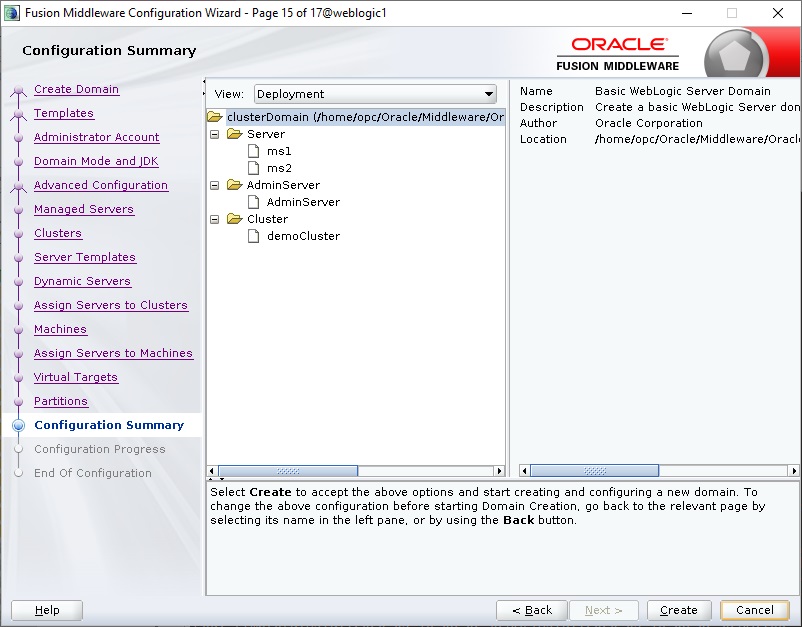 Fusion Middleware Configuration Wizard - Page 15 of 17@weblogic1
Configuration Summary
ORACLE
FUSION MIDDLEWARE
Create Domain
Templates
Administrator Account
Domain Mode and JDK
Advanced Configuration
Managed Servers
Clusters
Server Templates
Dynamic Servers
Assign Servers to Clusters
Machines
Assign Servers to Machines
Virtual Targets
Partitions
Configuration Summary
Configuration Progress
End Of Configuration
View: Deployment
clusterDomain (/home/opc/Oracle/Middleware/Or
Server
ms1
ms2
AdminServer
AdminServer
Cluster
demoCluster
Name Basic WebLogic Server Domain
Description Create a basic WebLogic Server don
Author Oracle Corporation
Location /home/opc/Oracle/Middleware/Oracl
Select Create to accept the above options and start creating and configuring a new domain. To
change the above configuration before starting Domain Creation, go back to the relevant page by
selecting its name in the left pane, or by using the Back button.
Help
< Back
Next >
Create
Cancel